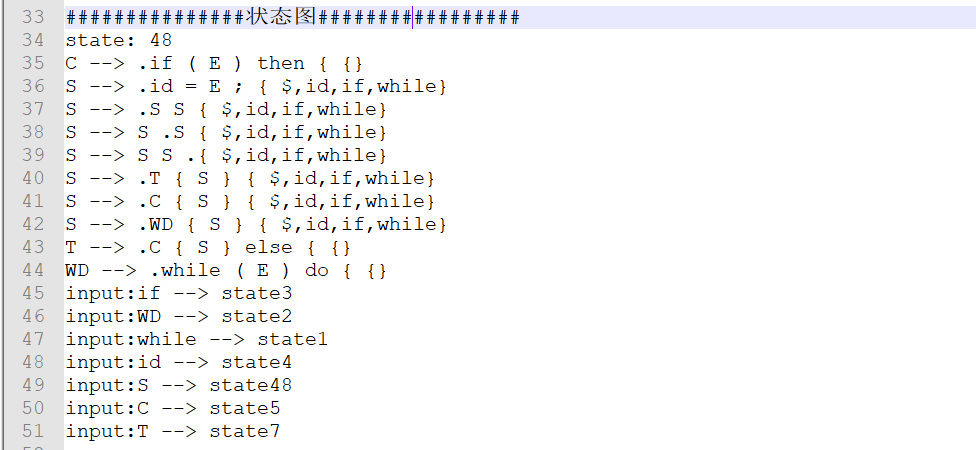 33 ###############状态图#################
34 state: 48
35 C --> .if ( E ) then { {}
36 S --> .id = E ; { $,id,if,while}
37 S --> .S S { $,id,if,while}
38 S --> S .S { $,id,if,while}
39 S --> S S .{ $,id,if,while}
40 S --> .T { S } { $,id,if,while}
41 S --> .C { S } { $,id,if,while}
42 S --> .WD { S } { $,id,if,while}
43 T --> .C { S } else { {}
44 WD --> .while ( E ) do { {}
45 input:if --> state3
46 input:WD --> state2
47 input:while --> state1
48 input:id --> state4
49 input:S --> state48
50 input:C --> state5
51 input:T --> state7